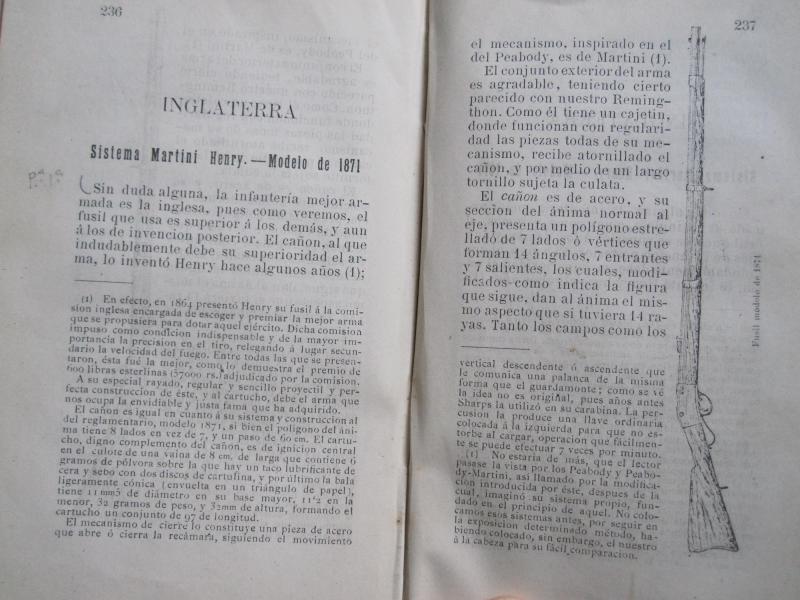 236
INGLATERRA
Sistema Martini Henry.—Modelo de 1871
Sin duda alguna, la infantería mejor ar-
mada es la inglesa, pues como veremos, el
fusil que usa es superior á los demás, y aun
á los de invencion posterior. El cañon, al que
indudablemente debe su superioridad el ar-
ma, lo inventó Henry hace algunos años (1);
(1) En efecto, en 1864 presentó Henry su fusil á la comi-
sion inglesa encargada de escoger y premiar la mejor arma
que se propusiera para dotar aquel ejército. Dicha comision
impuso como condicion indispensable y de la mayor im-
portancia la precision en el tiro, relegando á lugar secun-
dario la velocidad del fuego. Entre todas las que se presen-
taron, ésta fué la mejor, como lo demuestra el premio de
600 libras esterlinas (57000 rs.) adjudicado por la comision.
A su especial rayado, regular y sencillo proyectil y per-
fecta construccion de éste, y al cartucho, debe el arma que
nos ocupa la envidiable y justa fama que ha adquirido.
El cañon es igual en cuanto á su sistema y construccion al
del reglamentario, modelo 1871, si bien el polígono del áni-
ma tiene 8 lados en vez de 7, y un paso de 60 cm. El cartu-
cho, digno complemento del cañon, es de ignicion central
en el culote de una vaina de 8 cm. de larga que contiene 6
gramos de pólvora sobre la que hay un taco lubrificante de
cera y sebo con dos discos de cartulina, y por último la bala
ligeramente cónica (envuelta en un triángulo de papel),
tiene 11mm5 de diámetro en su base mayor, 11'2 en la
menor, 32 gramos de peso, y 32mm de altura, formando el
cartucho un conjunto de 97 de longitud.
El mecanismo de cierre lo constituye una pieza de acero
que abre ó cierra la recámara, siguiendo el movimiento
237
el mecanismo, inspirado en el
del Peabody, es de Martini (1).
El conjunto exterior del arma
es agradable, teniendo cierto
parecido con nuestro Reming-
thon. Como él tiene un cajetin,
donde funcionan con regulari-
dad las piezas todas de su me-
canismo, recibe atornillado el
cañon, y por medio de un largo
tornillo sujeta la culata.
El cañon es de acero, y su
seccion del ánima normal al
eje, presenta un polígono estre-
llado de 7 lados ó vértices que
forman 14 ángulos, 7 entrantes
y 7 salientes, los cuales, modi-
ficados como indica la figura
que sigue, dan al ánima el mis-
mo aspecto que si tuviera 14 ra-
yas. Tanto los campos como los
vertical descendente ó ascendente que
le comunica una palanca de la misma
forma que el guardamonte; como se vé
la idea no es original, pues años antes
Sharps la utilizó en su carabina. La per-
cusion la produce una llave ordinaria
colocada á la izquierda para que no es-
torbe al cargar, operacion que fácilmen-
te se puede efectuar 7 veces por minuto.
(1) No estaría de más, que el lector
pasase la vista por los Peabody y Peabo-
dy-Martini, así llamado por la modifica-
cion introducida por éste, despues de la
cual, imaginó su sistema propio, fun-
dado en el principio de aquel. No colo-
camos esos sistemas antes, por seguir en
la exposicion determinado método, ha-
biendo colocado, sin embargo, el nuestro
á la cabeza para su fácil comparacion.
Fusil modelo de 1871